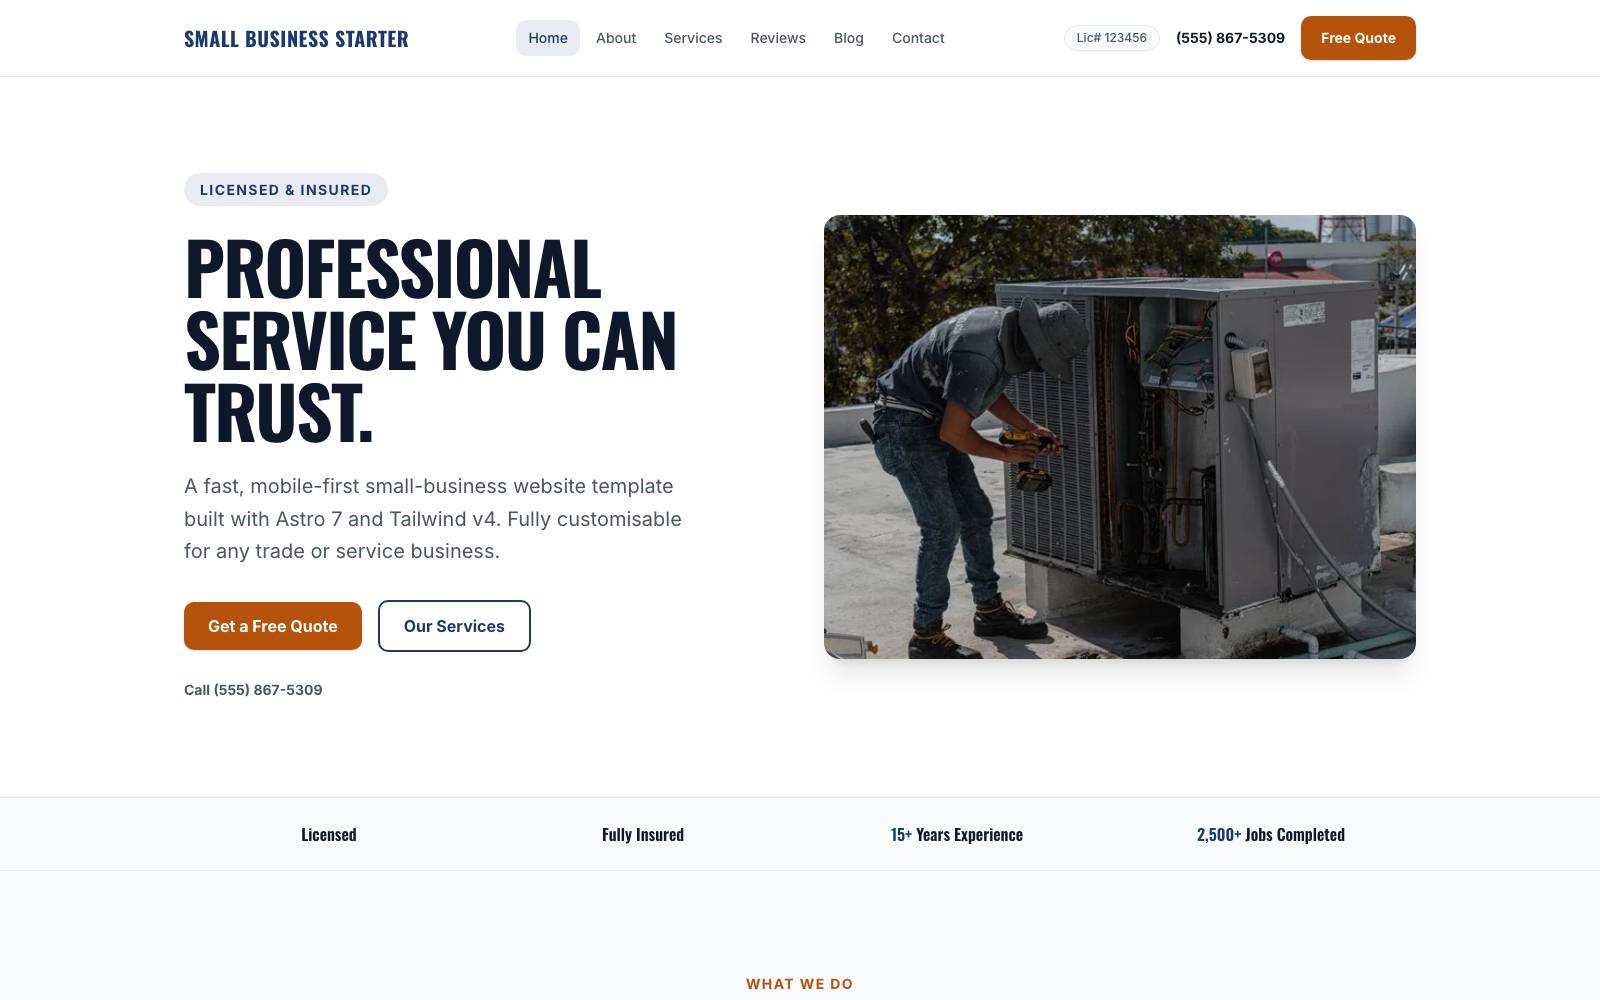 SMALL BUSINESS STARTER
Home
About
Services
Reviews
Blog
Contact
Lic# 123456
(555) 867-5309
Free Quote
LICENSED & INSURED
PROFESSIONAL
SERVICE YOU CAN
TRUST.
A fast, mobile-first small-business website template
built with Astro 7 and Tailwind v4. Fully customisable
for any trade or service business.
Get a Free Quote
Our Services
Call (555) 867-5309
Licensed
Fully Insured
15+ Years Experience
2,500+ Jobs Completed
WHAT WE DO